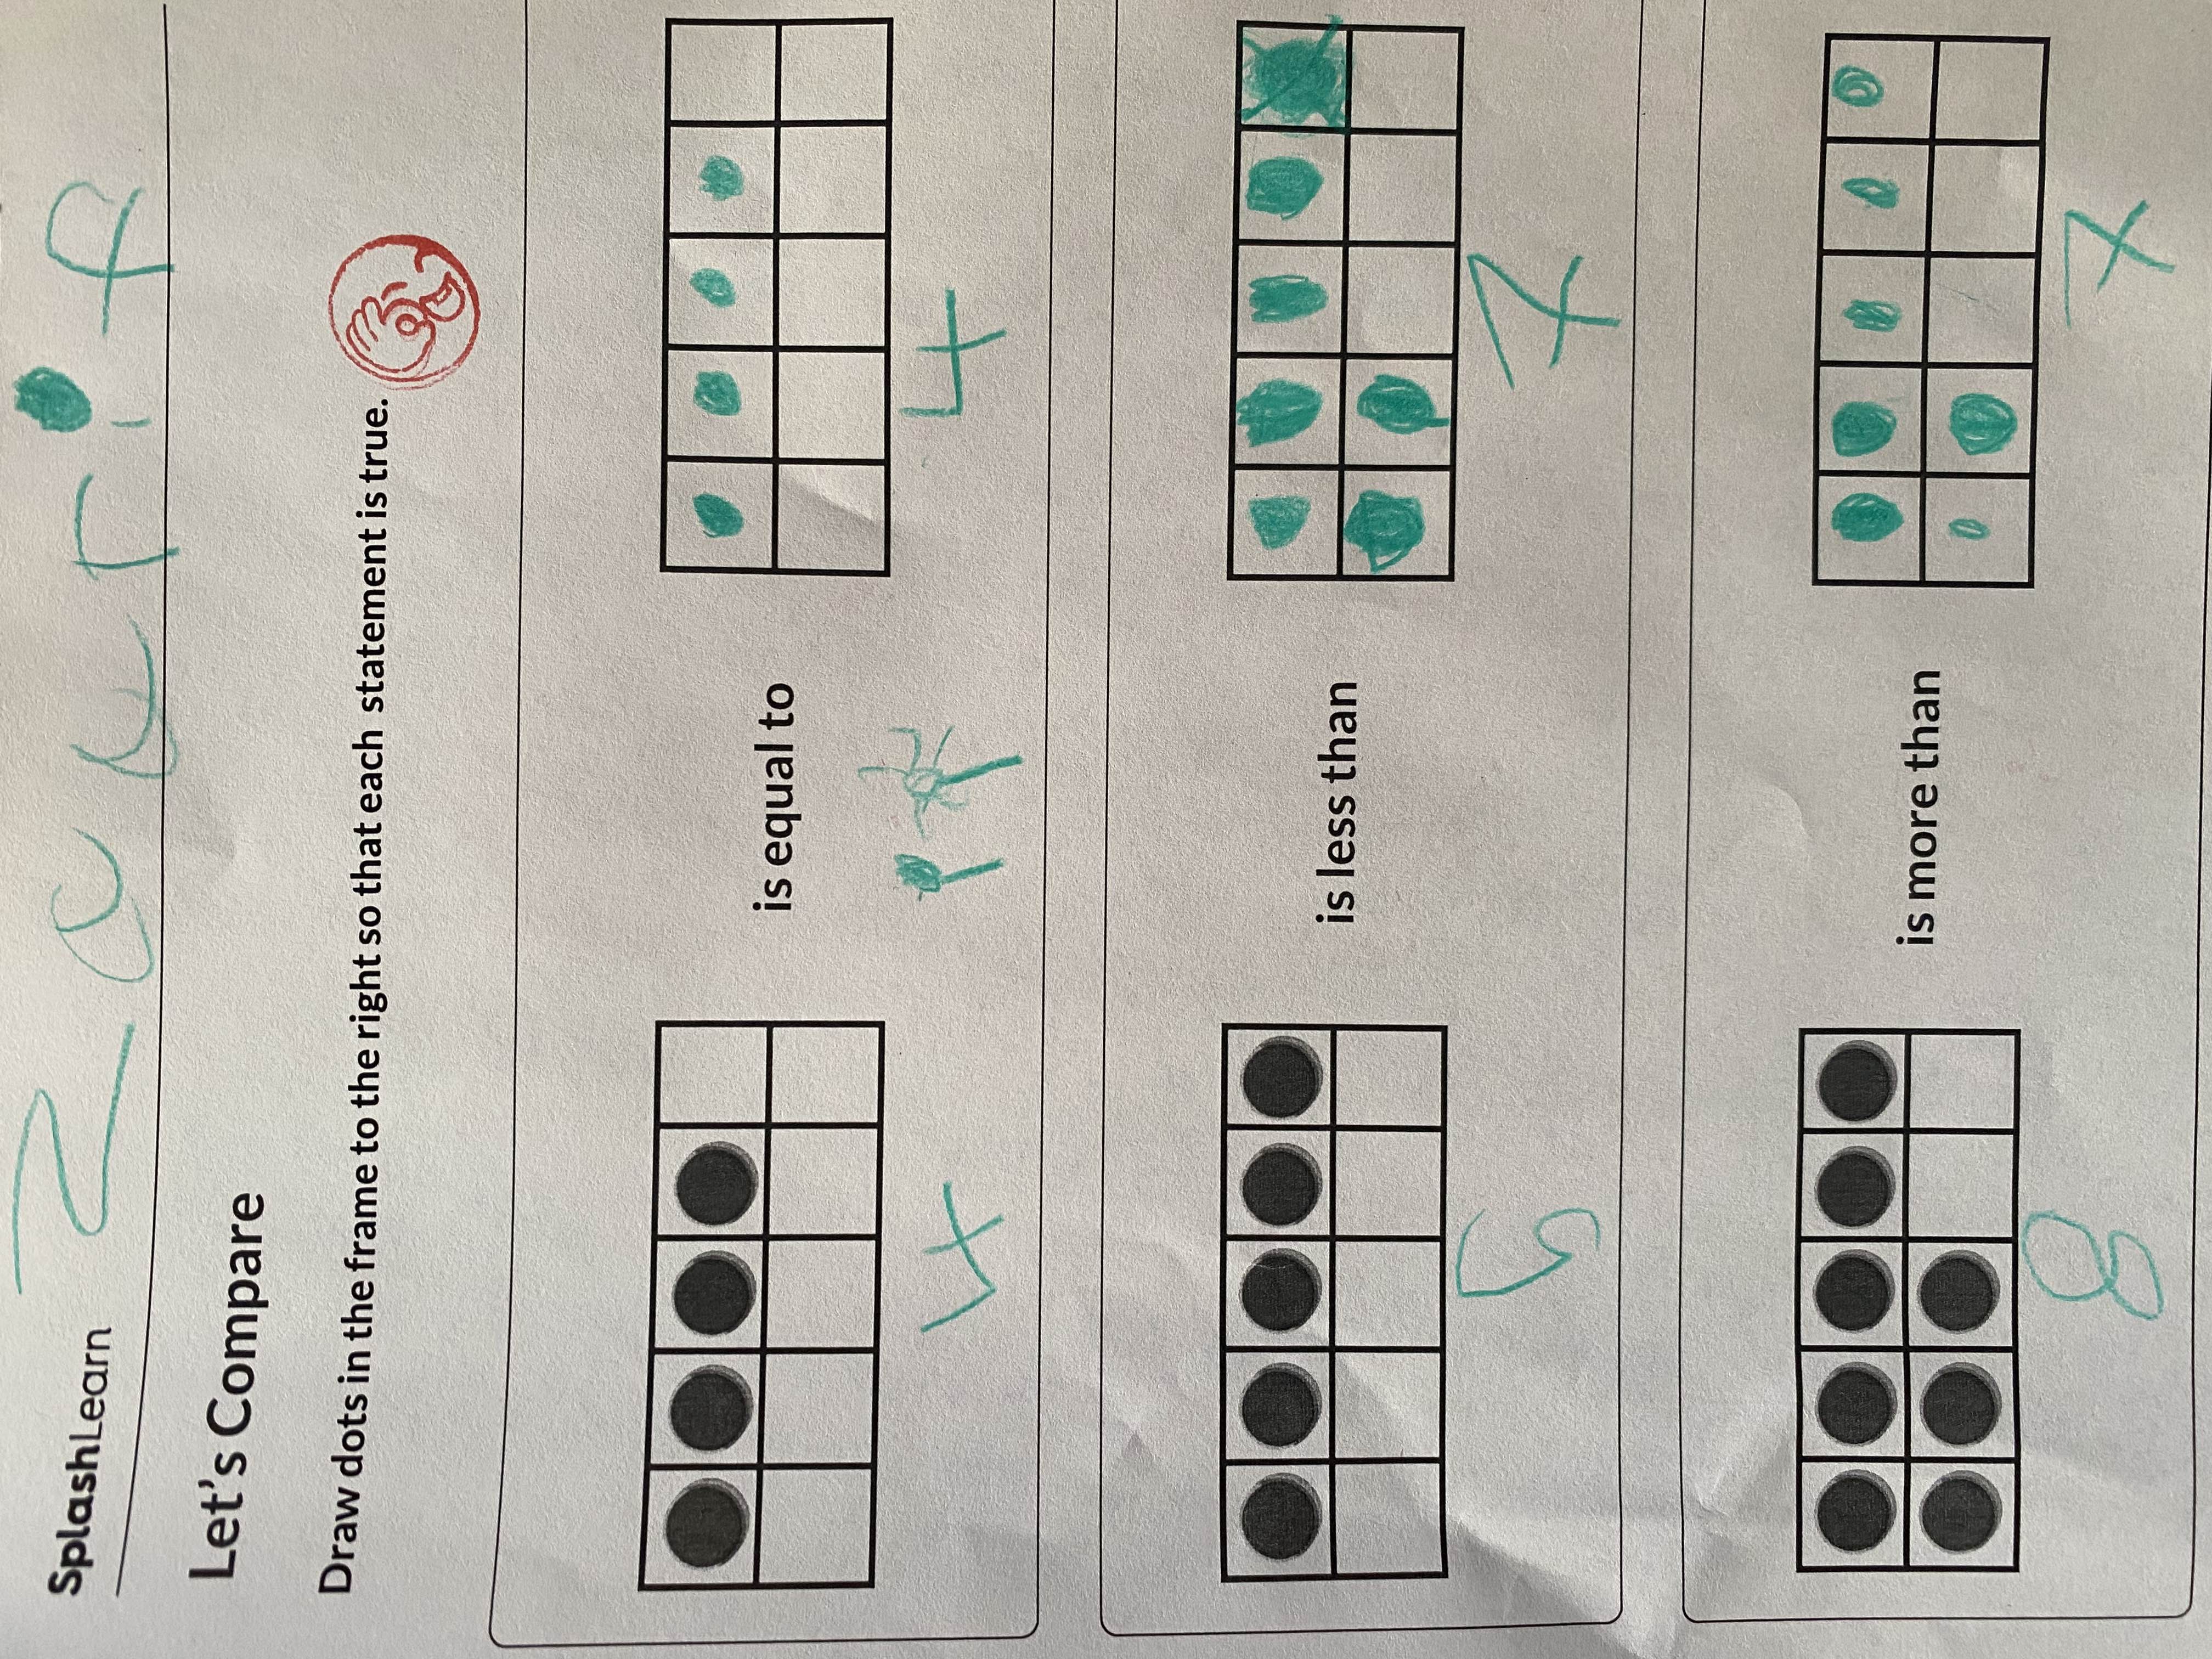 SplashLearn Zaurif
Let's Compare
Draw dots in the frame to the right so that each statement is true.
is equal to
4 4
is less than
5 7
is more than
8 7